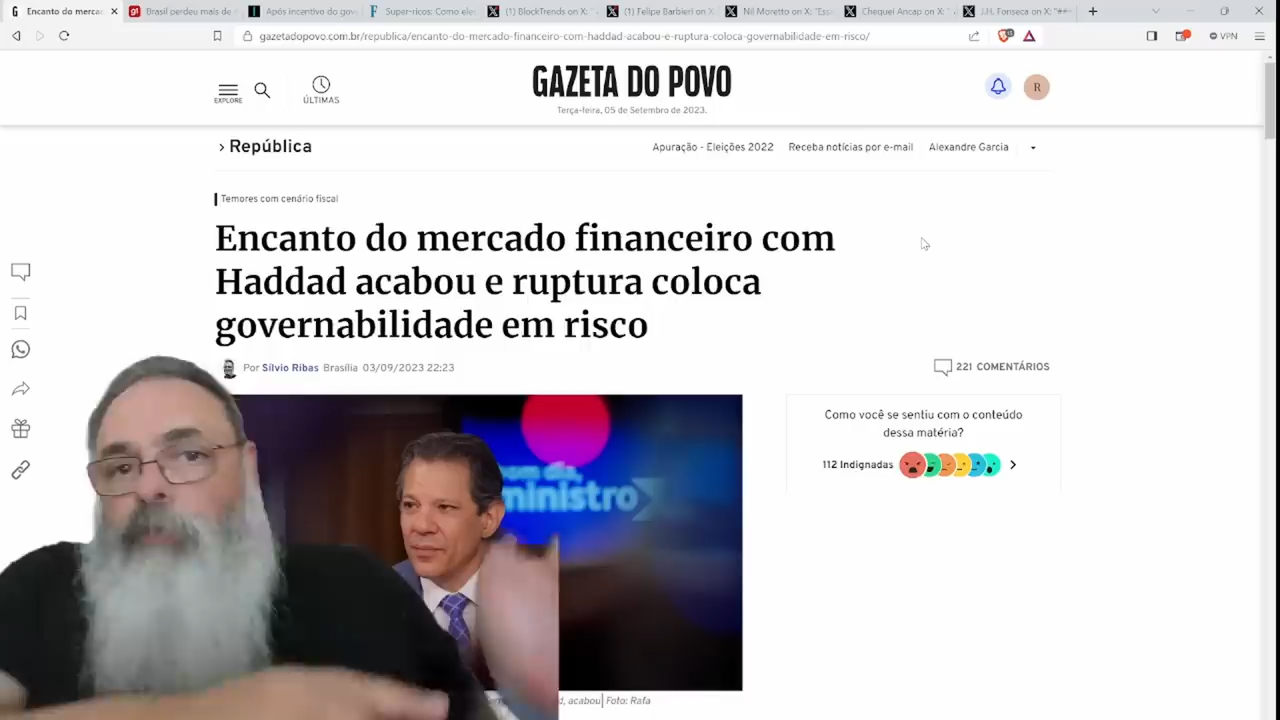 Encanto do merca
Brasil perdeu mais de
Após incentivo do gov
Super-ricos: Como ele
(1) BlockTrends on X: "
(1) Felipe Barbieri on X
Nil Moretto on X: "Ess
Chequei Ancap on X: "
J.H. Fonseca on X: "
gazetadopovo.com.br/republica/encanto-do-mercado-financeiro-com-haddad-acabou-e-ruptura-coloca-governabilidade-em-risco/
VPN
EXPLORE
ÚLTIMAS
GAZETA DO POVO
Terça-feira, 05 de Setembro de 2023.
R
República
Apuração - Eleições 2022
Receba notícias por e-mail
Alexandre Garcia
Temores com cenário fiscal
Encanto do mercado financeiro com
Haddad acabou e ruptura coloca
governabilidade em risco
Por Sílvio Ribas Brasília 03/09/2023 22:23
221 COMENTÁRIOS
Como você se sentiu com o conteúdo
dessa matéria?
112 Indignadas
om dia,
ministro
d, acabou| Foto: Rafa